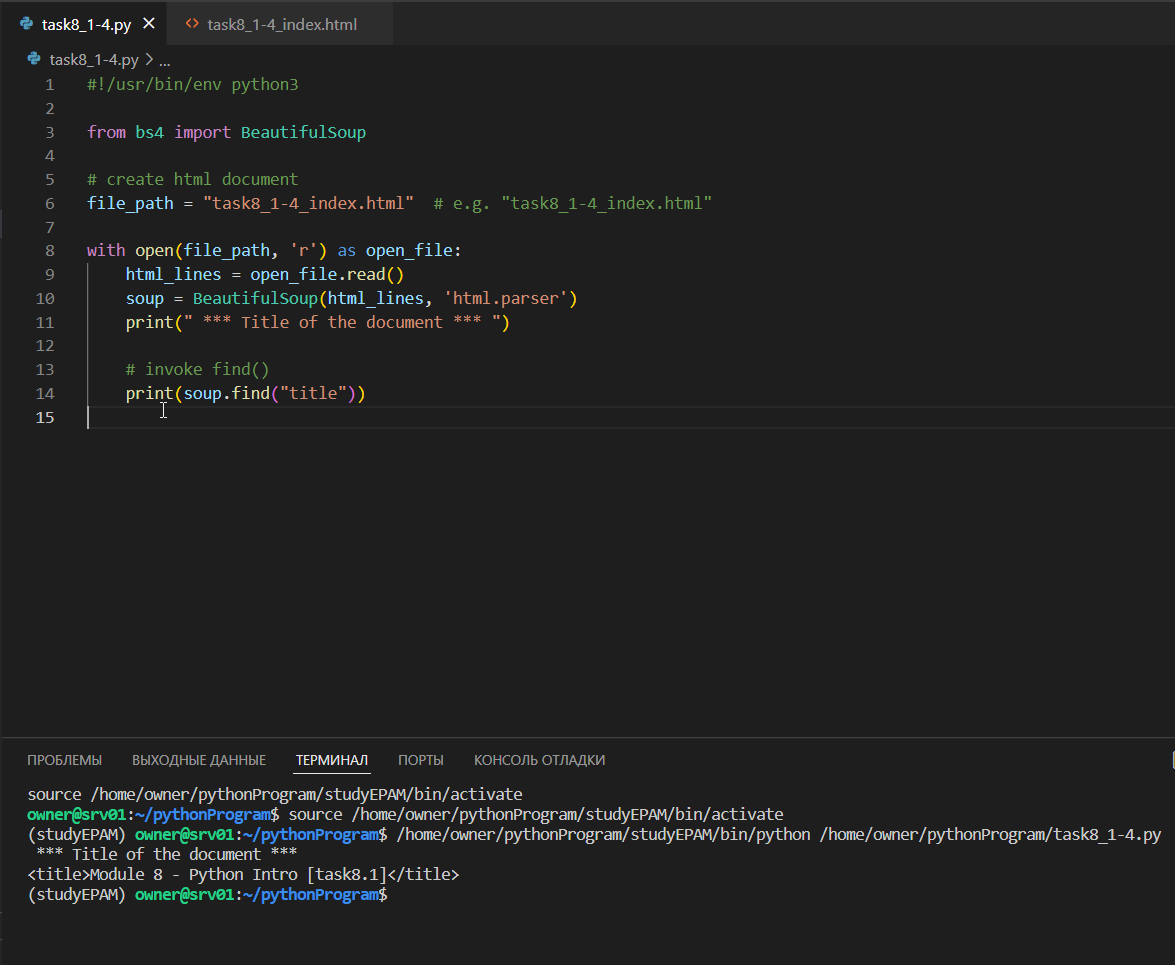 task8_1-4.py
task8_1-4_index.html
task8_1-4.py > ...
1 #!/usr/bin/env python3
2
3 from bs4 import BeautifulSoup
4
5 # create html document
6 file_path = "task8_1-4_index.html"  # e.g. "task8_1-4_index.html"
7
8 with open(file_path, 'r') as open_file:
9     html_lines = open_file.read()
10     soup = BeautifulSoup(html_lines, 'html.parser')
11     print(" *** Title of the document *** ")
12
13     # invoke find()
14     print(soup.find("title"))
15
ПРОБЛЕМЫ ВЫХОДНЫЕ ДАННЫЕ ТЕРМИНАЛ ПОРТЫ КОНСОЛЬ ОТЛАДКИ
source /home/owner/pythonProgram/studyEPAM/bin/activate
owner@srv01:~/pythonProgram$ source /home/owner/pythonProgram/studyEPAM/bin/activate
(studyEPAM) owner@srv01:~/pythonProgram$ /home/owner/pythonProgram/studyEPAM/bin/python /home/owner/pythonProgram/task8_1-4.py
 *** Title of the document ***
<title>Module 8 - Python Intro [task8.1]</title>
(studyEPAM) owner@srv01:~/pythonProgram$